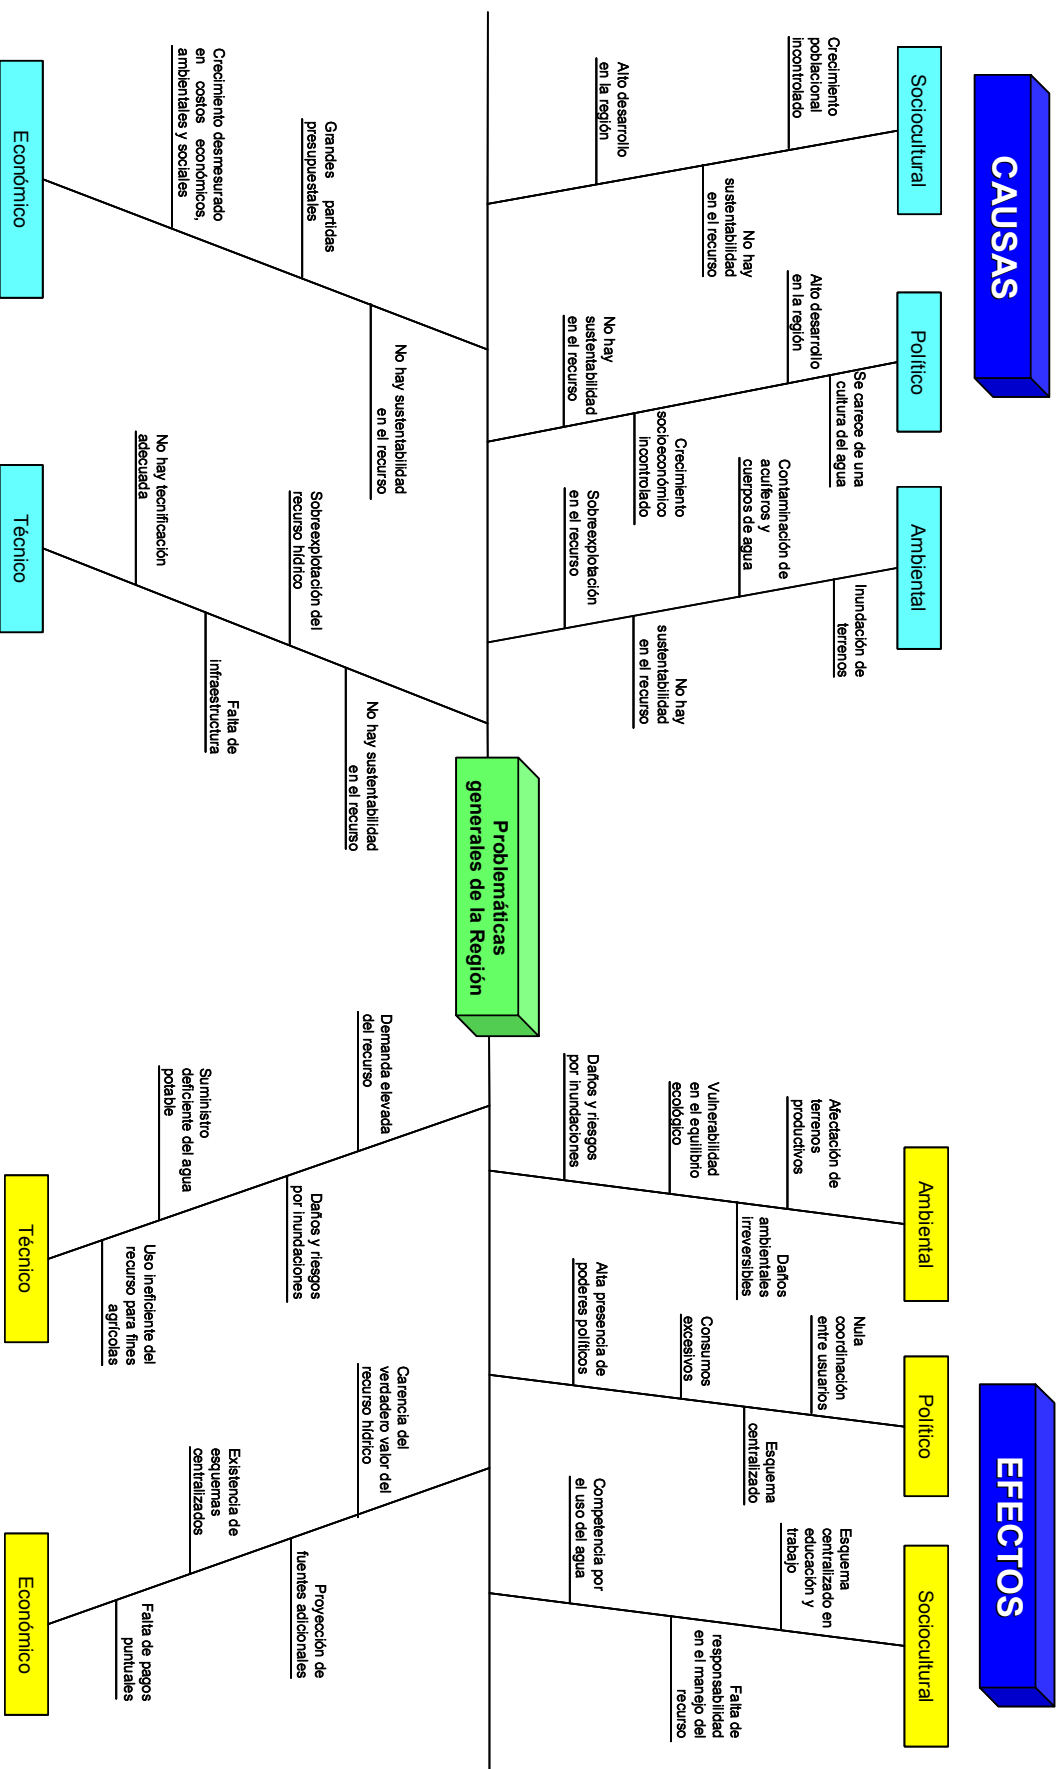 CAUSAS
EFECTOS
Sociocultural
Crecimiento
poblacional
incontrolado
No hay
sustentabilidad
en el recurso
Alto desarrollo
en la región
Político
Se carece de una
cultura del agua
Alto desarrollo
en la región
Crecimiento
socioeconómico
incontrolado
No hay
sustentabilidad
en el recurso
Ambiental
Inundación de
terrenos
Contaminación de
acuíferos y
cuerpos de agua
No hay
sustentabilidad
en el recurso
Sobreexplotación
en el recurso
No hay sustentabilidad
en el recurso
Grandes partidas
presupuestales
Crecimiento desmesurado
en costos económicos,
ambientales y sociales
Económico
No hay sustentabilidad
en el recurso
Sobreexplotación del
recurso hídrico
Falta de
infraestructura
No hay tecnificación
adecuada
Técnico
Problemáticas
generales de la Región
Ambiental
Afectación de
terrenos
productivos
Daños
ambientales
irreversibles
Vulnerabilidad
en el equilibrio
ecológico
Daños y riesgos
por inundaciones
Político
Nula
coordinación
entre usuarios
Esquema
centralizado
Consumos
excesivos
Alta presencia de
poderes políticos
Sociocultural
Esquema
centralizado en
educación y
trabajo
Falta de
responsabilidad
en el manejo del
recurso
Competencia por
el uso del agua
Demanda elevada
del recurso
Daños y riesgos
por inundaciones
Suministro
deficiente del agua
potable
Uso ineficiente del
recurso para fines
agrícolas
Técnico
Carencia del
verdadero valor del
recurso hídrico
Proyección de
fuentes adicionales
Existencia de
esquemas
centralizados
Falta de pagos
puntuales
Económico